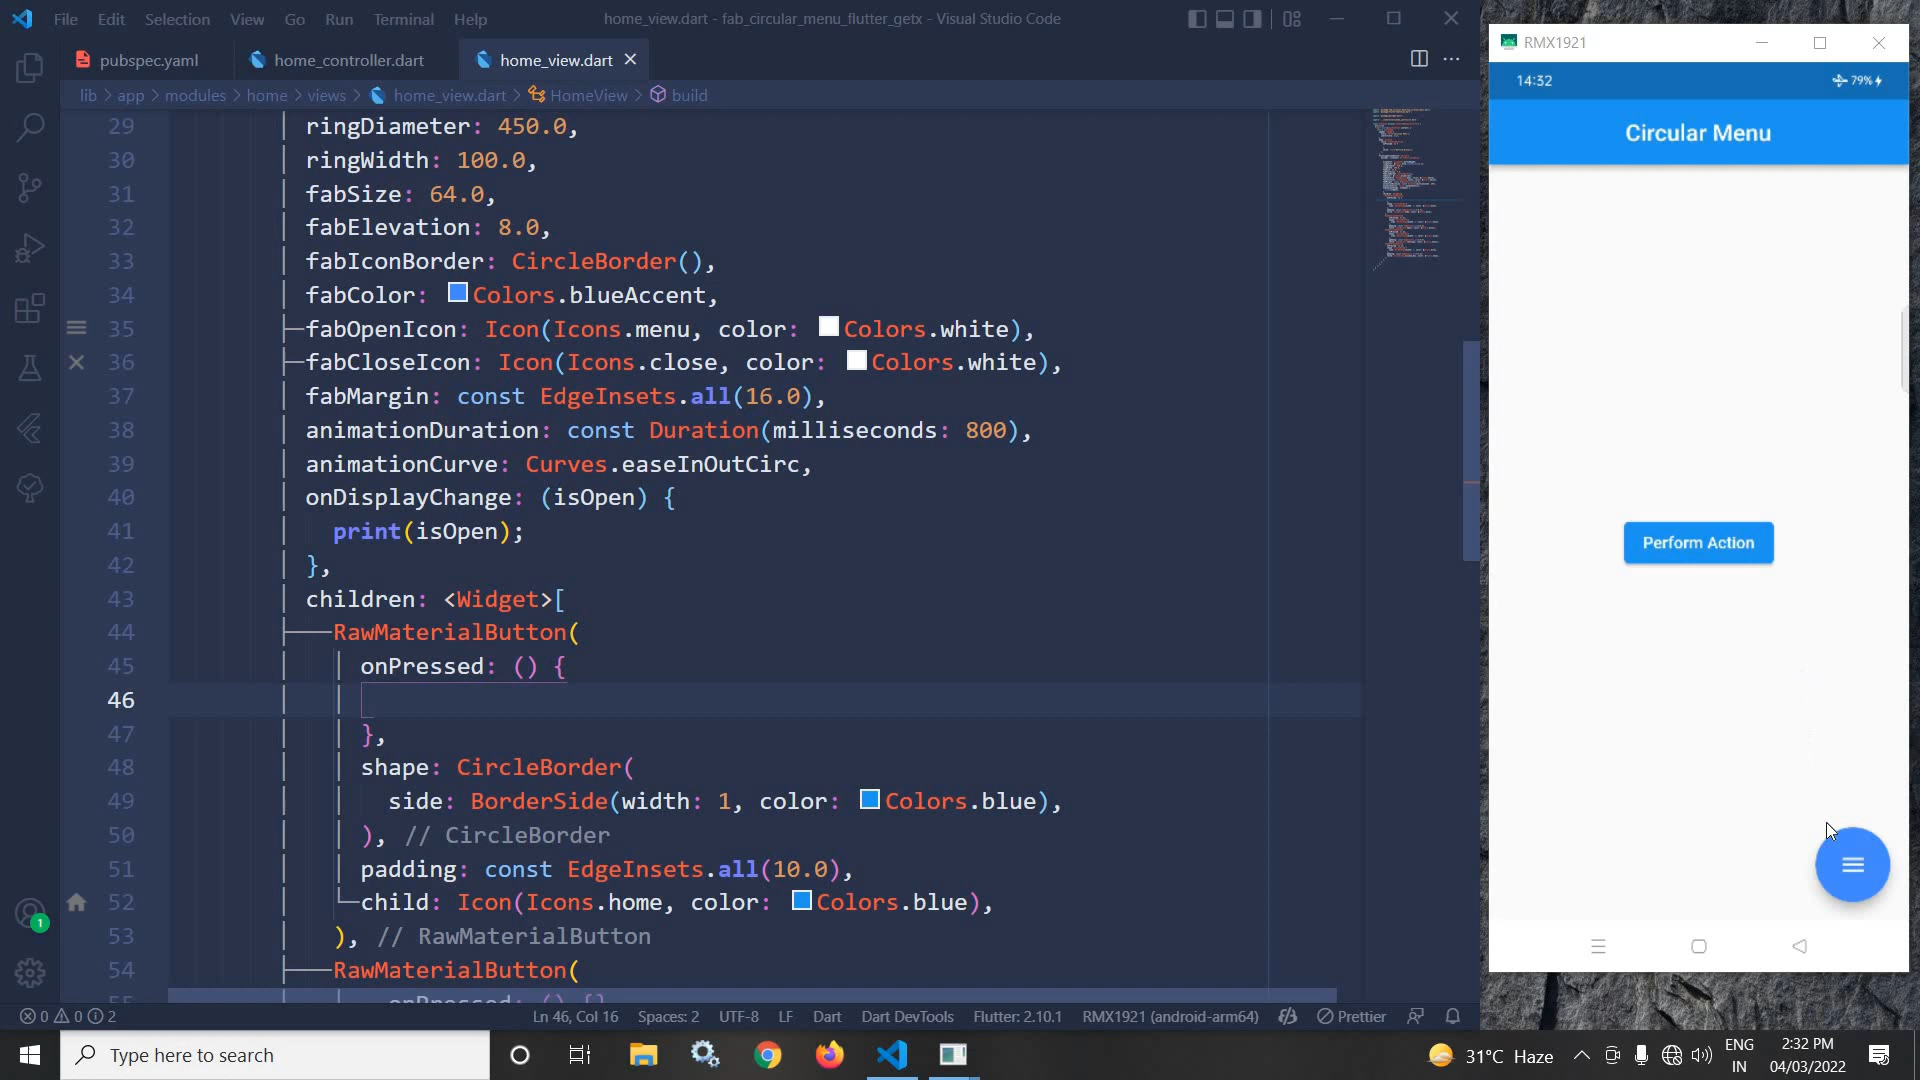 File Edit Selection View Go Run Terminal Help
home_view.dart - fab_circular_menu_flutter_getx - Visual Studio Code
pubspec.yaml
home_controller.dart
home_view.dart
lib > app > modules > home > views > home_view.dart > HomeView > build
29 ringDiameter: 450.0,
30 ringWidth: 100.0,
31 fabSize: 64.0,
32 fabElevation: 8.0,
33 fabIconBorder: CircleBorder(),
34 fabColor: Colors.blueAccent,
35 fabOpenIcon: Icon(Icons.menu, color: Colors.white),
36 fabCloseIcon: Icon(Icons.close, color: Colors.white),
37 fabMargin: const EdgeInsets.all(16.0),
38 animationDuration: const Duration(milliseconds: 800),
39 animationCurve: Curves.easeInOutCirc,
40 onDisplayChange: (isOpen) {
41 print(isOpen);
42 },
43 children: <Widget>[
44 RawMaterialButton(
45 onPressed: () {
46
47 },
48 shape: CircleBorder(
49 side: BorderSide(width: 1, color: Colors.blue),
50 ), // CircleBorder
51 padding: const EdgeInsets.all(10.0),
52 child: Icon(Icons.home, color: Colors.blue),
53 ), // RawMaterialButton
54 RawMaterialButton(
55 onPressed: () {}
1
0 0 2
Ln 46, Col 16 Spaces: 2 UTF-8 LF Dart Dart DevTools Flutter: 2.10.1 RMX1921 (android-arm64) Prettier
RMX1921
14:32
79%
Circular Menu
Perform Action
Type here to search
31°C Haze
ENG
IN
2:32 PM
04/03/2022